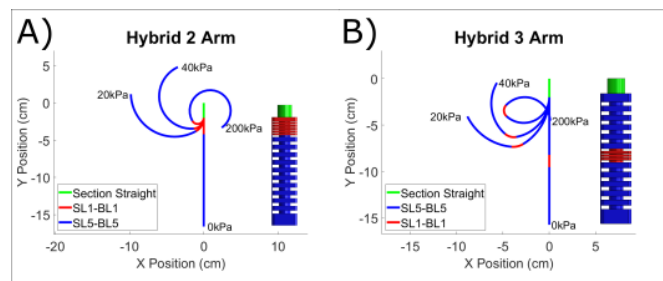 A)
Hybrid 2 Arm
5
0
-5
-10
-15
Y Position (cm)
40kPa
20kPa
200kPa
0kPa
Section Straight
SL1-BL1
SL5-BL5
-20
-10
0
10
X Position (cm)
B)
Hybrid 3 Arm
0
-5
-10
-15
Y Position (cm)
40kPa
20kPa
200kPa
0kPa
Section Straight
SL5-BL5
SL1-BL1
-15
-10
-5
0
5
X Position (cm)